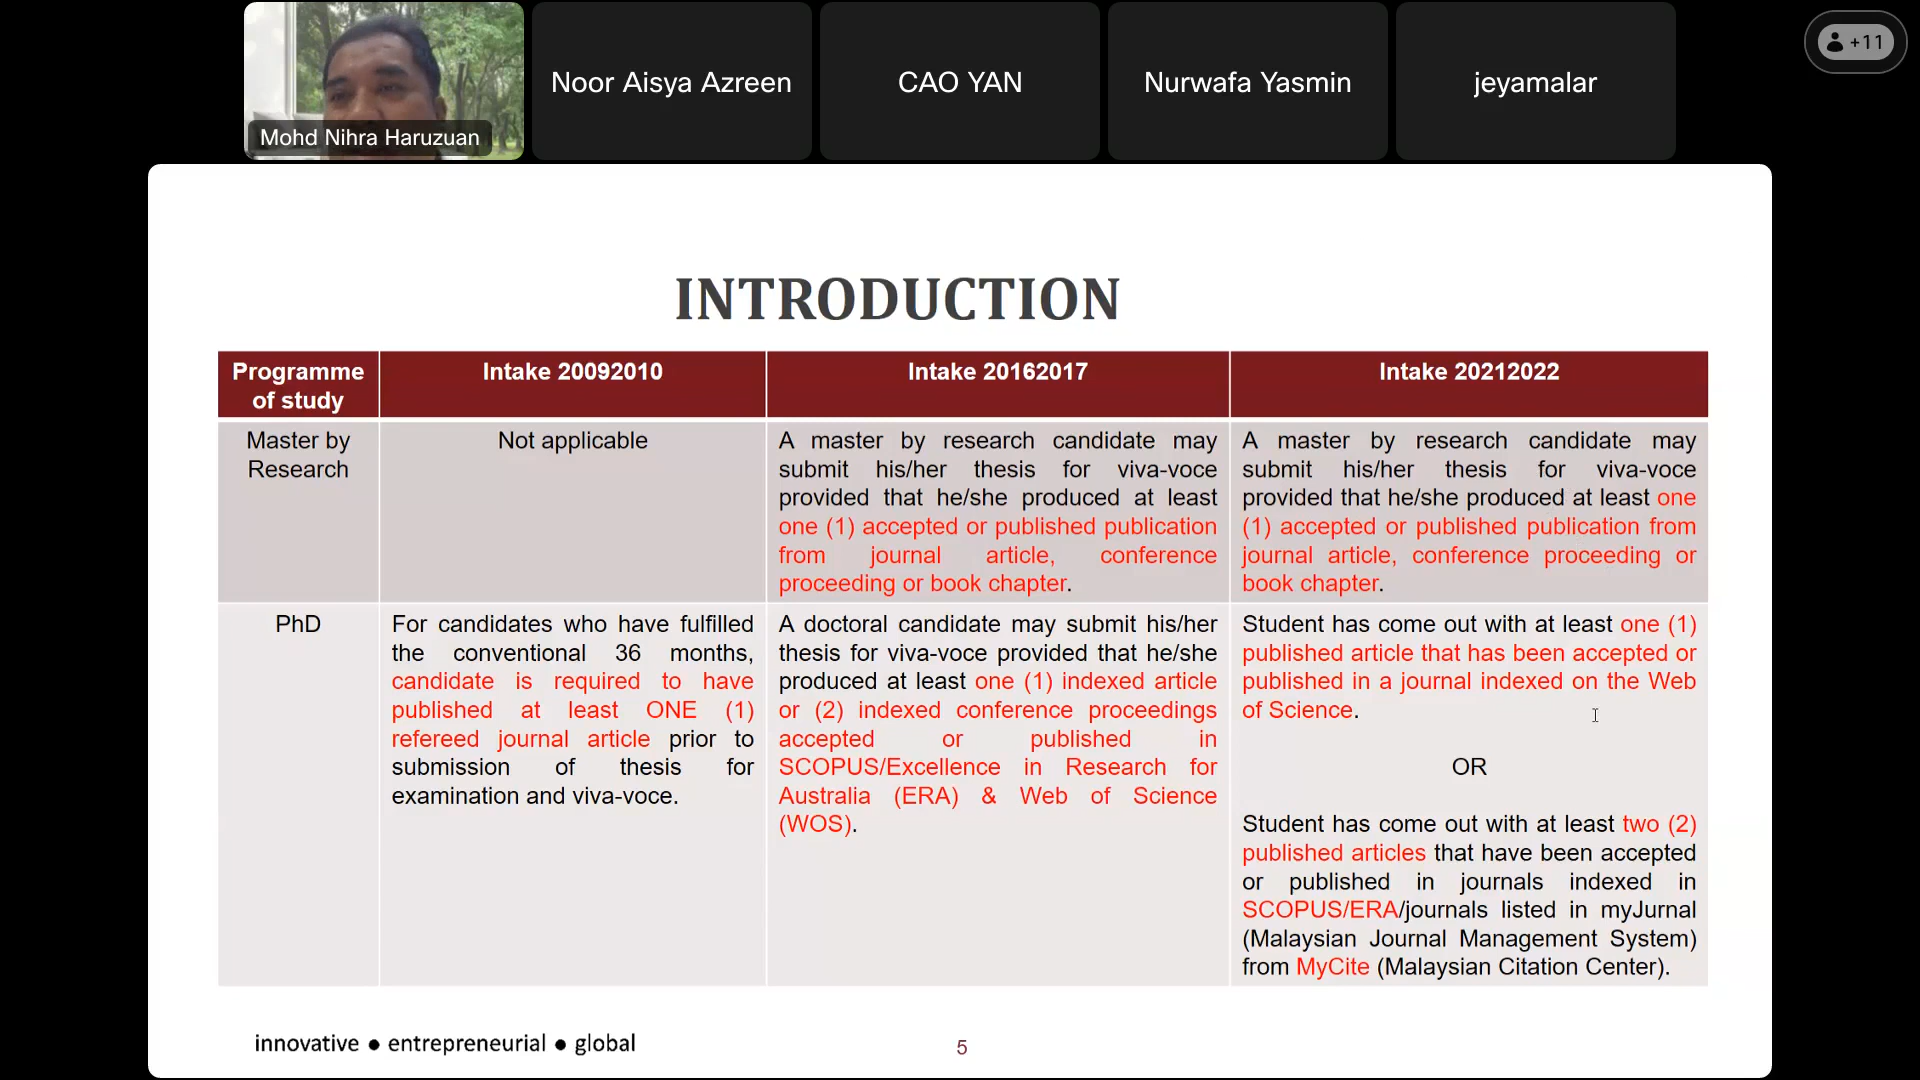 Mohd Nihra Haruzuan
Noor Aisya Azreen
CAO YAN
Nurwafa Yasmin
jeyamalar
+11
INTRODUCTION
Programme
of study
Intake 20092010
Intake 20162017
Intake 20212022
Master by
Research
Not applicable
A master by research candidate may
submit his/her thesis for viva-voce
provided that he/she produced at least
one (1) accepted or published publication
from journal article, conference
proceeding or book chapter.
A master by research candidate may
submit his/her thesis for viva-voce
provided that he/she produced at least one
(1) accepted or published publication from
journal article, conference proceeding or
book chapter.
PhD
For candidates who have fulfilled
the conventional 36 months,
candidate is required to have
published at least ONE (1)
refereed journal article prior to
submission of thesis for
examination and viva-voce.
A doctoral candidate may submit his/her
thesis for viva-voce provided that he/she
produced at least one (1) indexed article
or (2) indexed conference proceedings
accepted or published in
SCOPUS/Excellence in Research for
Australia (ERA) & Web of Science
(WOS).
Student has come out with at least one (1)
published article that has been accepted or
published in a journal indexed on the Web
of Science.
OR
Student has come out with at least two (2)
published articles that have been accepted
or published in journals indexed in
SCOPUS/ERA/journals listed in myJurnal
(Malaysian Journal Management System)
from MyCite (Malaysian Citation Center).
innovative ● entrepreneurial ● global
5